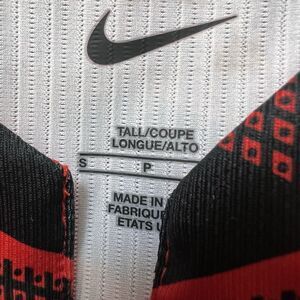 TALL/COUPE
LONGUE/ALTO
S P
MADE IN
FABRIQUE
ETATS U